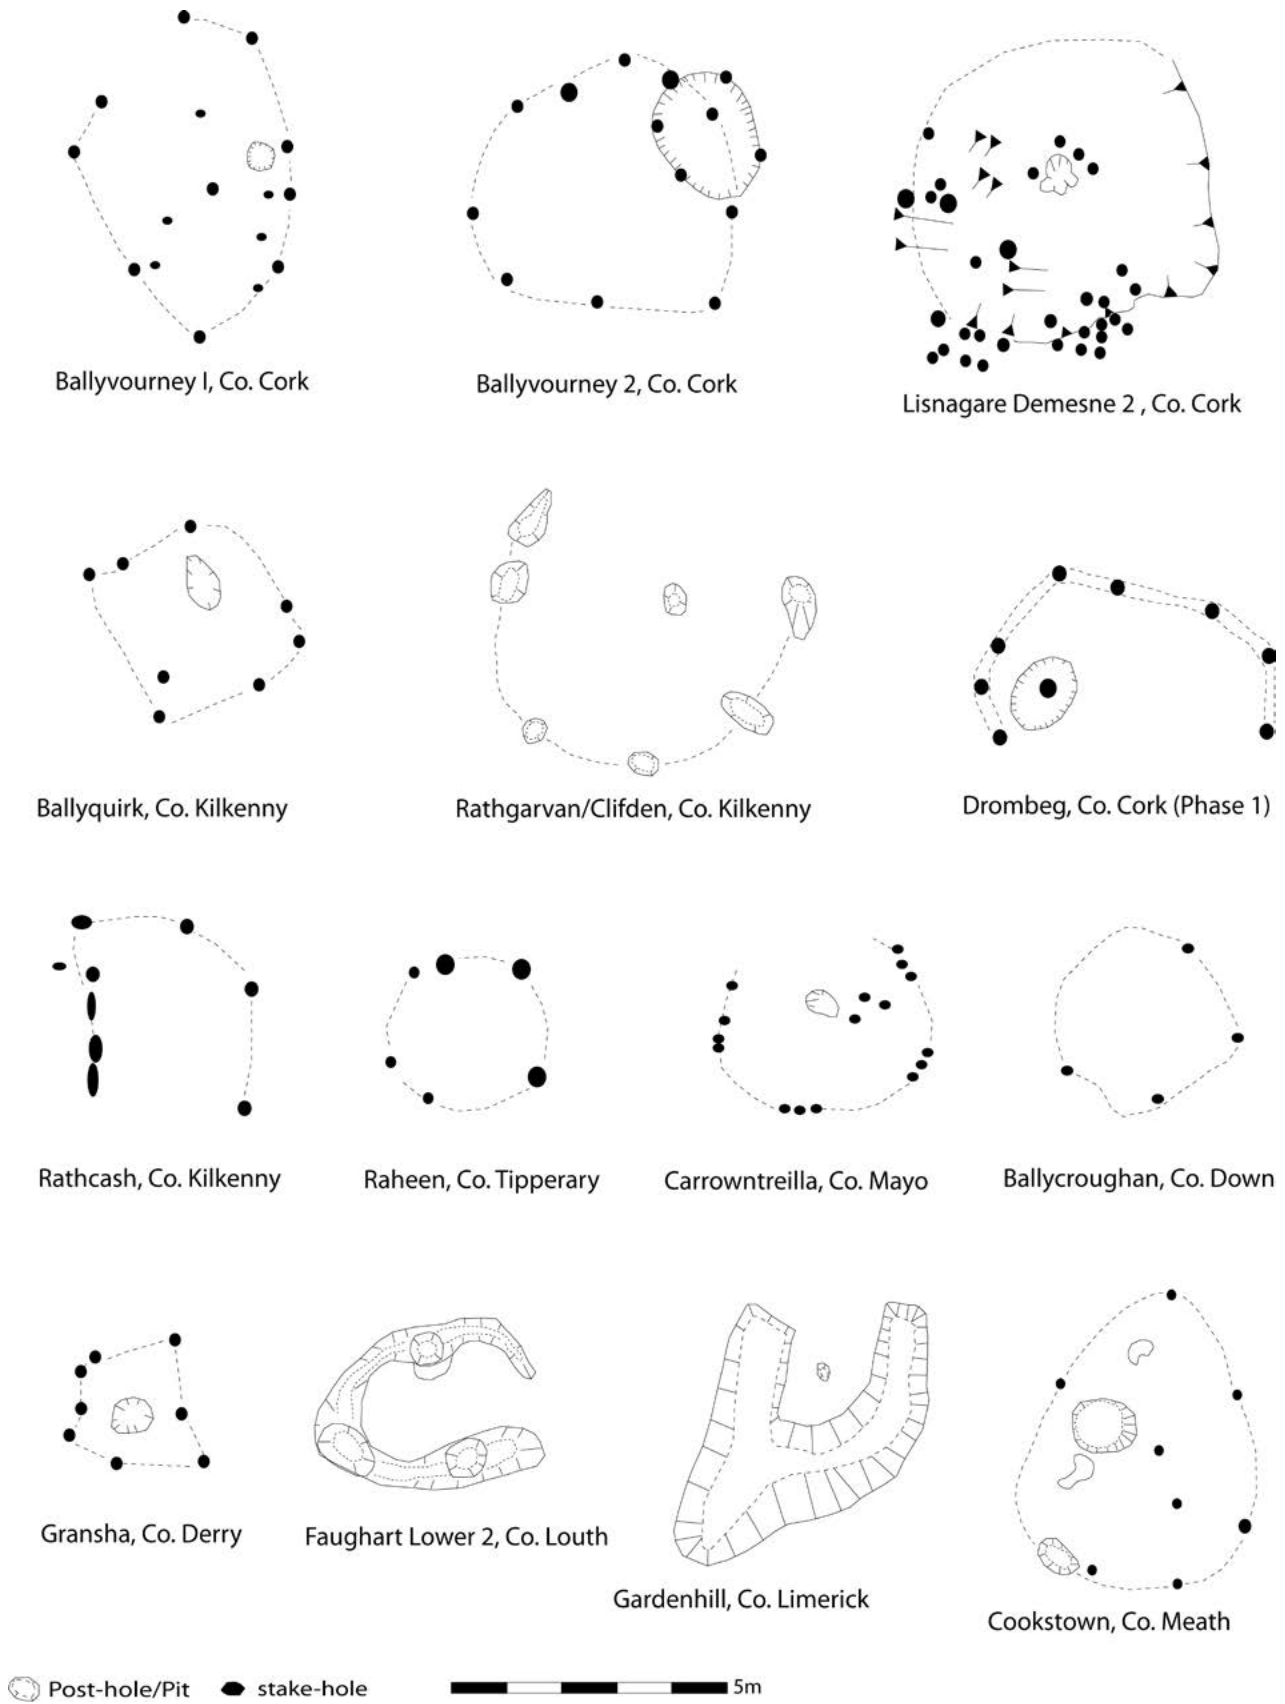 Ballyvourney I, Co. Cork
Ballyvourney 2, Co. Cork
Lisnagare Demesne 2 , Co. Cork
Ballyquirk, Co. Kilkenny
Rathgarvan/Clifden, Co. Kilkenny
Drombeg, Co. Cork (Phase 1)
Rathcash, Co. Kilkenny
Raheen, Co. Tipperary
Carrowntreilla, Co. Mayo
Ballycroughan, Co. Down
Gransha, Co. Derry
Faughart Lower 2, Co. Louth
Gardenhill, Co. Limerick
Cookstown, Co. Meath
Post-hole/Pit
stake-hole
5m